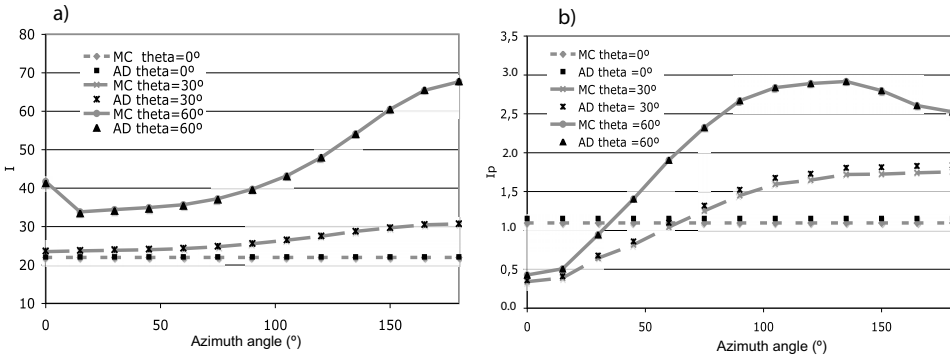 a)
I
80
70
60
50
40
30
20
10
MC theta=0º
AD theta=0º
MC theta=30º
AD theta=30º
MC theta=60º
AD theta=60º
0
50
100
150
Azimuth angle (º)
b)
Ip
3,5
3.0
2,5
2.0
1,5
1.0
0,5
0.0
MC theta=0º
AD theta =0º
MC theta=30º
AD theta= 30º
MC theta =60º
AD theta=60º
0
50
100
150
Azimuth angle (º)